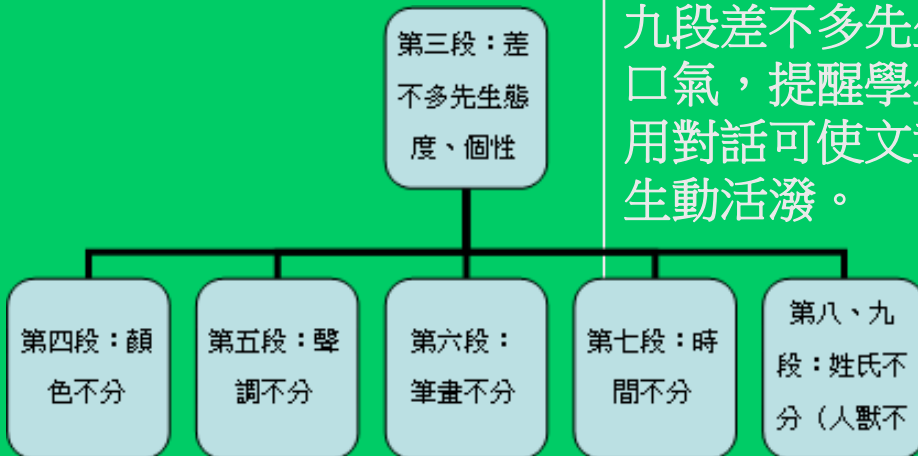 第三段：差
不多先生態
度、個性
九段差不多先
口氣，提醒學
用對話可使文
生動活潑。
第四段：顏
色不分
第五段：聲
調不分
第六段：
筆畫不分
第七段：時
間不分
第八、九
段：姓氏不
分（人獸不